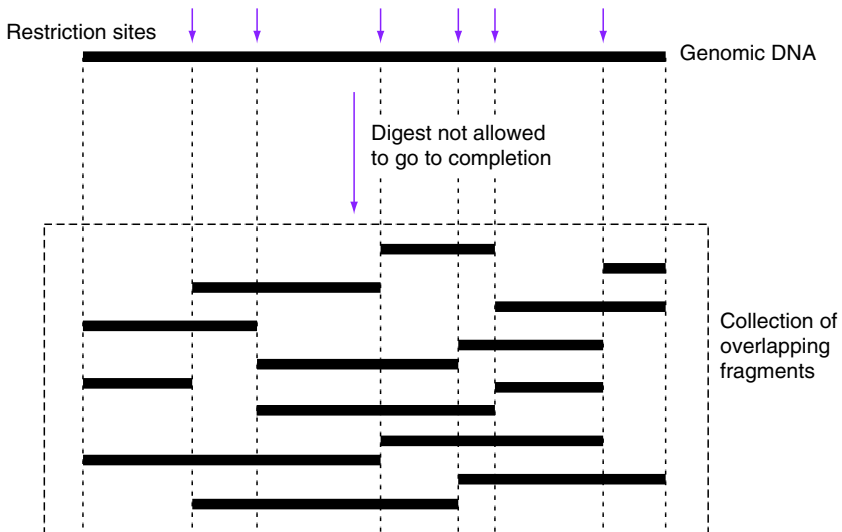 Restriction sites
Genomic DNA
Digest not allowed
to go to completion
Collection of
overlapping
fragments